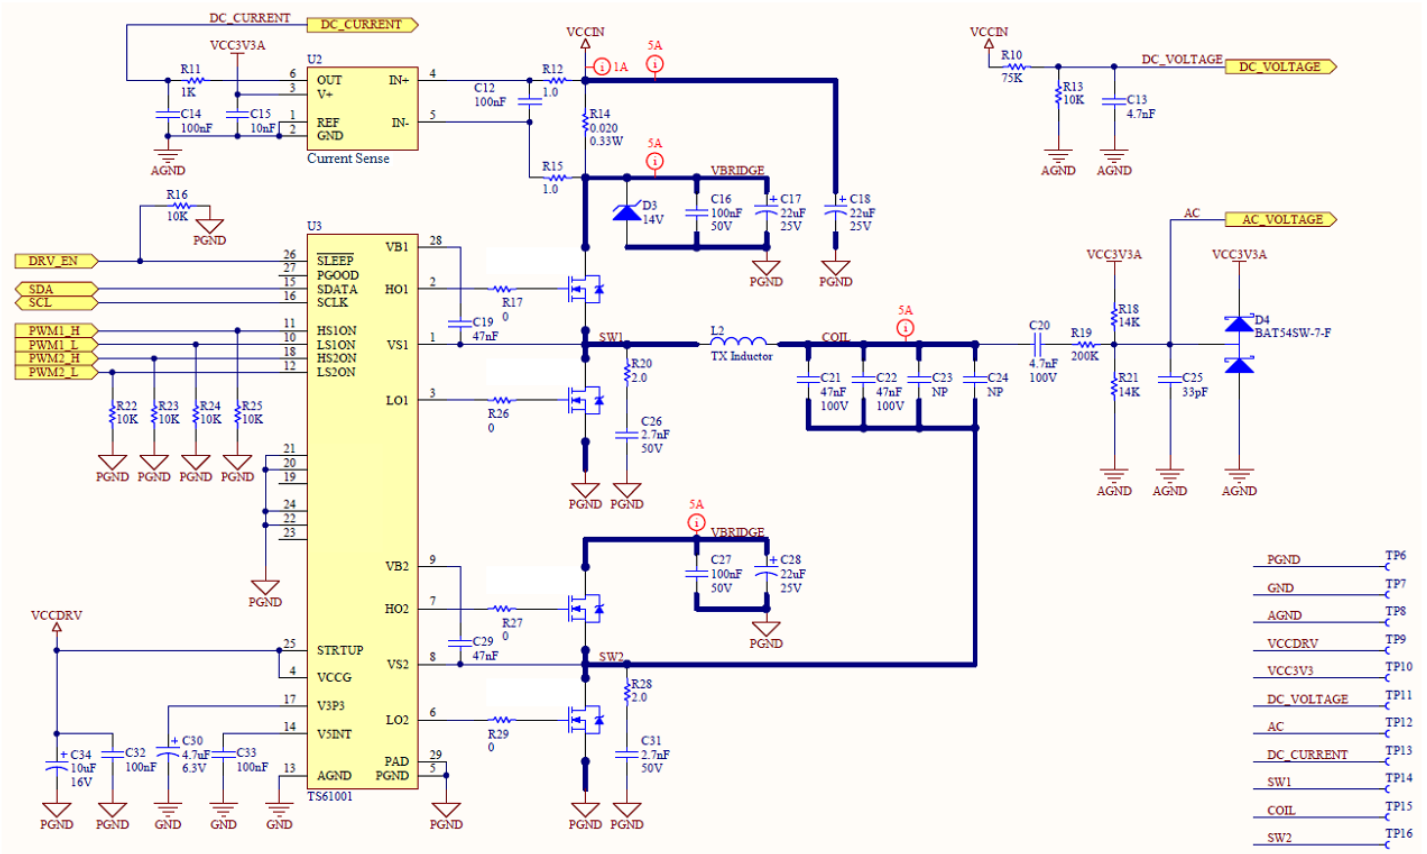 DC_CURRENT
DC_CURRENT
VCC3V3A
R11
1K
C14
100nF
C15
10nF
AGND
U2
6 OUT
3 V+
1 REF
2 GND
IN+ 4
IN- 5
Current Sense
C12
100nF
R12
1.0
R15
1.0
VCCIN
1A
5A
R14
0.020
0.33W
5A
VBRIDGE
D3
14V
C16
100nF
50V
C17
22uF
25V
C18
22uF
25V
PGND
PGND
VCCIN
R10
75K
R13
10K
C13
4.7nF
DC_VOLTAGE
DC_VOLTAGE
AGND
AGND
R16
10K
PGND
DRV_EN
SDA
SCL
PWM1_H
PWM1_L
PWM2_H
PWM2_L
R22
10K
R23
10K
R24
10K
R25
10K
PGND
PGND
PGND
PGND
U3
26 SLEEP
27 PGOOD
15 SDATA
16 SCLK
11 HS1ON
10 LS1ON
18 HS2ON
12 LS2ON
21
20
19
24
22
23
PGND
25 STRTUP
4 VCCG
17 V3P3
14 V5INT
13 AGND
VB1 28
HO1 2
VS1 1
LO1 3
VB2 9
HO2 7
VS2 8
LO2 6
PAD 29
PGND 5
TS61001
PGND
R17
0
C19
47nF
SW1
R20
2.0
R26
0
C26
2.7nF
50V
PGND
PGND
L2
TX Inductor
COIL
5A
C21
47nF
100V
C22
47nF
100V
C23
NP
C24
NP
C20
4.7nF
100V
R19
200K
AC
AC_VOLTAGE
VCC3V3A
R18
14K
R21
14K
C25
33pF
VCC3V3A
D4
BAT54SW-7-F
AGND
AGND
AGND
5A
VBRIDGE
C27
100nF
50V
C28
22uF
25V
PGND
R27
0
C29
47nF
SW2
R28
2.0
R29
0
C31
2.7nF
50V
PGND
PGND
VCCDRV
C34
10uF
16V
C32
100nF
C30
4.7uF
6.3V
C33
100nF
PGND
PGND
GND
GND
GND
PGND TP6
GND TP7
AGND TP8
VCCDRV TP9
VCC3V3 TP10
DC_VOLTAGE TP11
AC TP12
DC_CURRENT TP13
SW1 TP14
COIL TP15
SW2 TP16